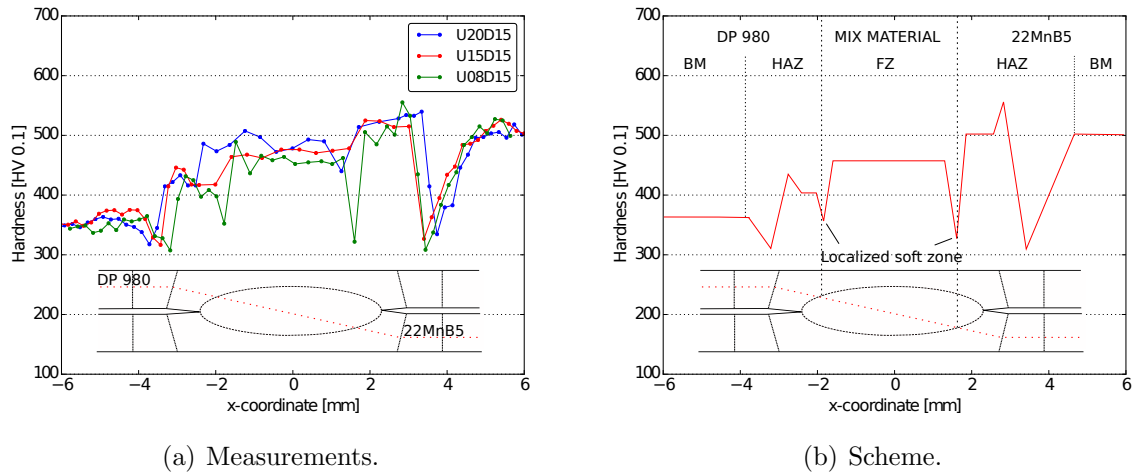 700
600
500
400
300
200
100
Hardness [HV 0.1]
U20D15
U15D15
U08D15
DP 980
22MnB5
−6 −4 −2 0 2 4 6
x-coordinate [mm]
(a) Measurements.
700
600
500
400
300
200
100
Hardness [HV 0.1]
DP 980 MIX MATERIAL 22MnB5
BM HAZ FZ HAZ BM
Localized soft zone
−6 −4 −2 0 2 4 6
x-coordinate [mm]
(b) Scheme.